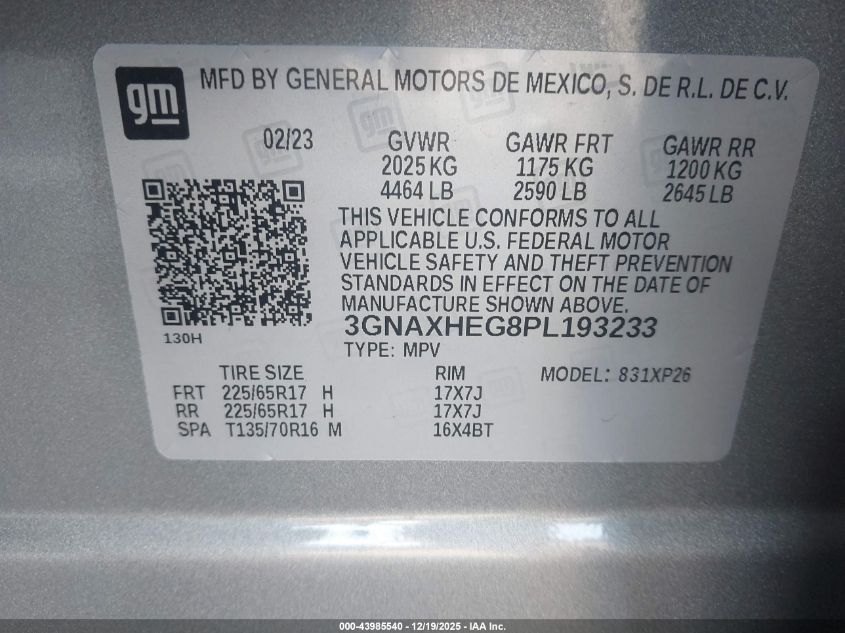 gm
MFD BY GENERAL MOTORS DE MEXICO, S. DE R.L. DE C.V.
02/23 GVWR GAWR FRT GAWR RR
2025 KG 1175 KG 1200 KG
4464 LB 2590 LB 2645 LB
THIS VEHICLE CONFORMS TO ALL
APPLICABLE U.S. FEDERAL MOTOR
VEHICLE SAFETY AND THEFT PREVENTION
STANDARDS IN EFFECT ON THE DATE OF
MANUFACTURE SHOWN ABOVE.
3GNAXHEG8PL193233
130H
TYPE: MPV
TIRE SIZE RIM MODEL: 831XP26
FRT 225/65R17 H 17X7J
RR 225/65R17 H 17X7J
SPA T135/70R16 M 16X4BT
000-43985540 - 12/19/2025 - IAA Inc.